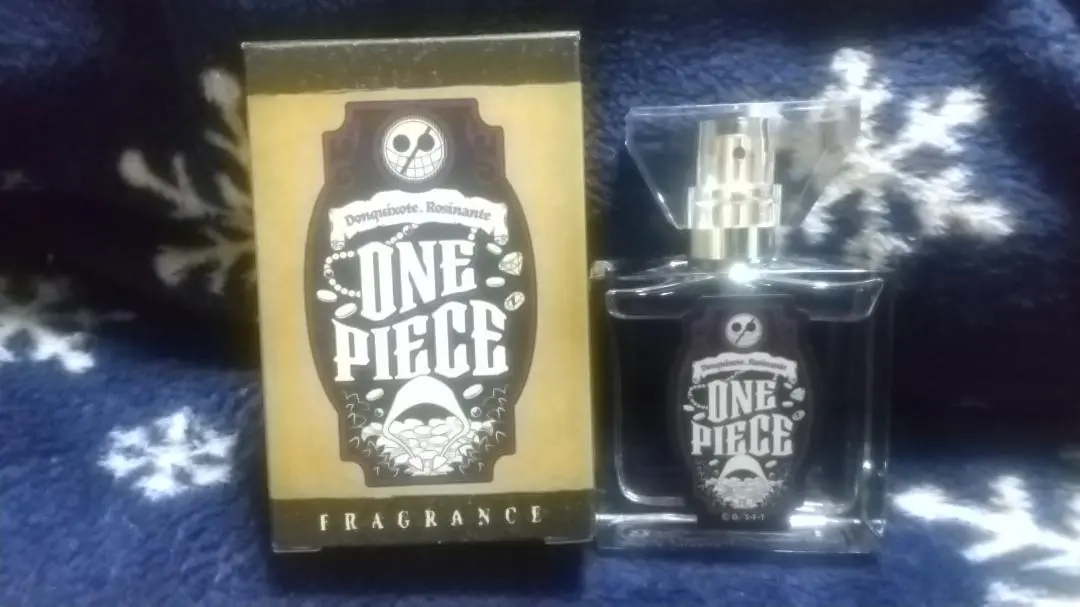 Donquixote. Rosinante
ONE
PIECE
FRAGRANCE
Donquixote. Rosinante
ONE
PIECE